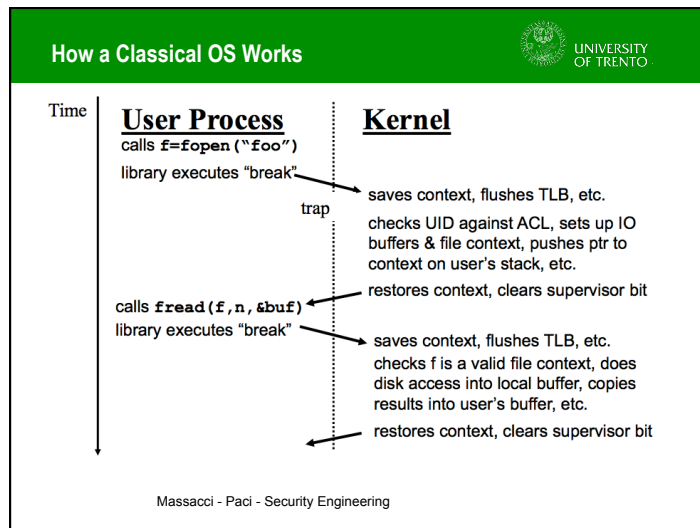 How a Classical OS Works
UNIVERSITY
OF TRENTO
Time
User Process
Kernel
calls f=fopen("foo")
library executes "break"
saves context, flushes TLB, etc.
trap
checks UID against ACL, sets up IO
buffers & file context, pushes ptr to
context on user's stack, etc.
restores context, clears supervisor bit
calls fread(f,n,&buf)
library executes "break"
saves context, flushes TLB, etc.
checks f is a valid file context, does
disk access into local buffer, copies
results into user's buffer, etc.
restores context, clears supervisor bit
Massacci - Paci - Security Engineering